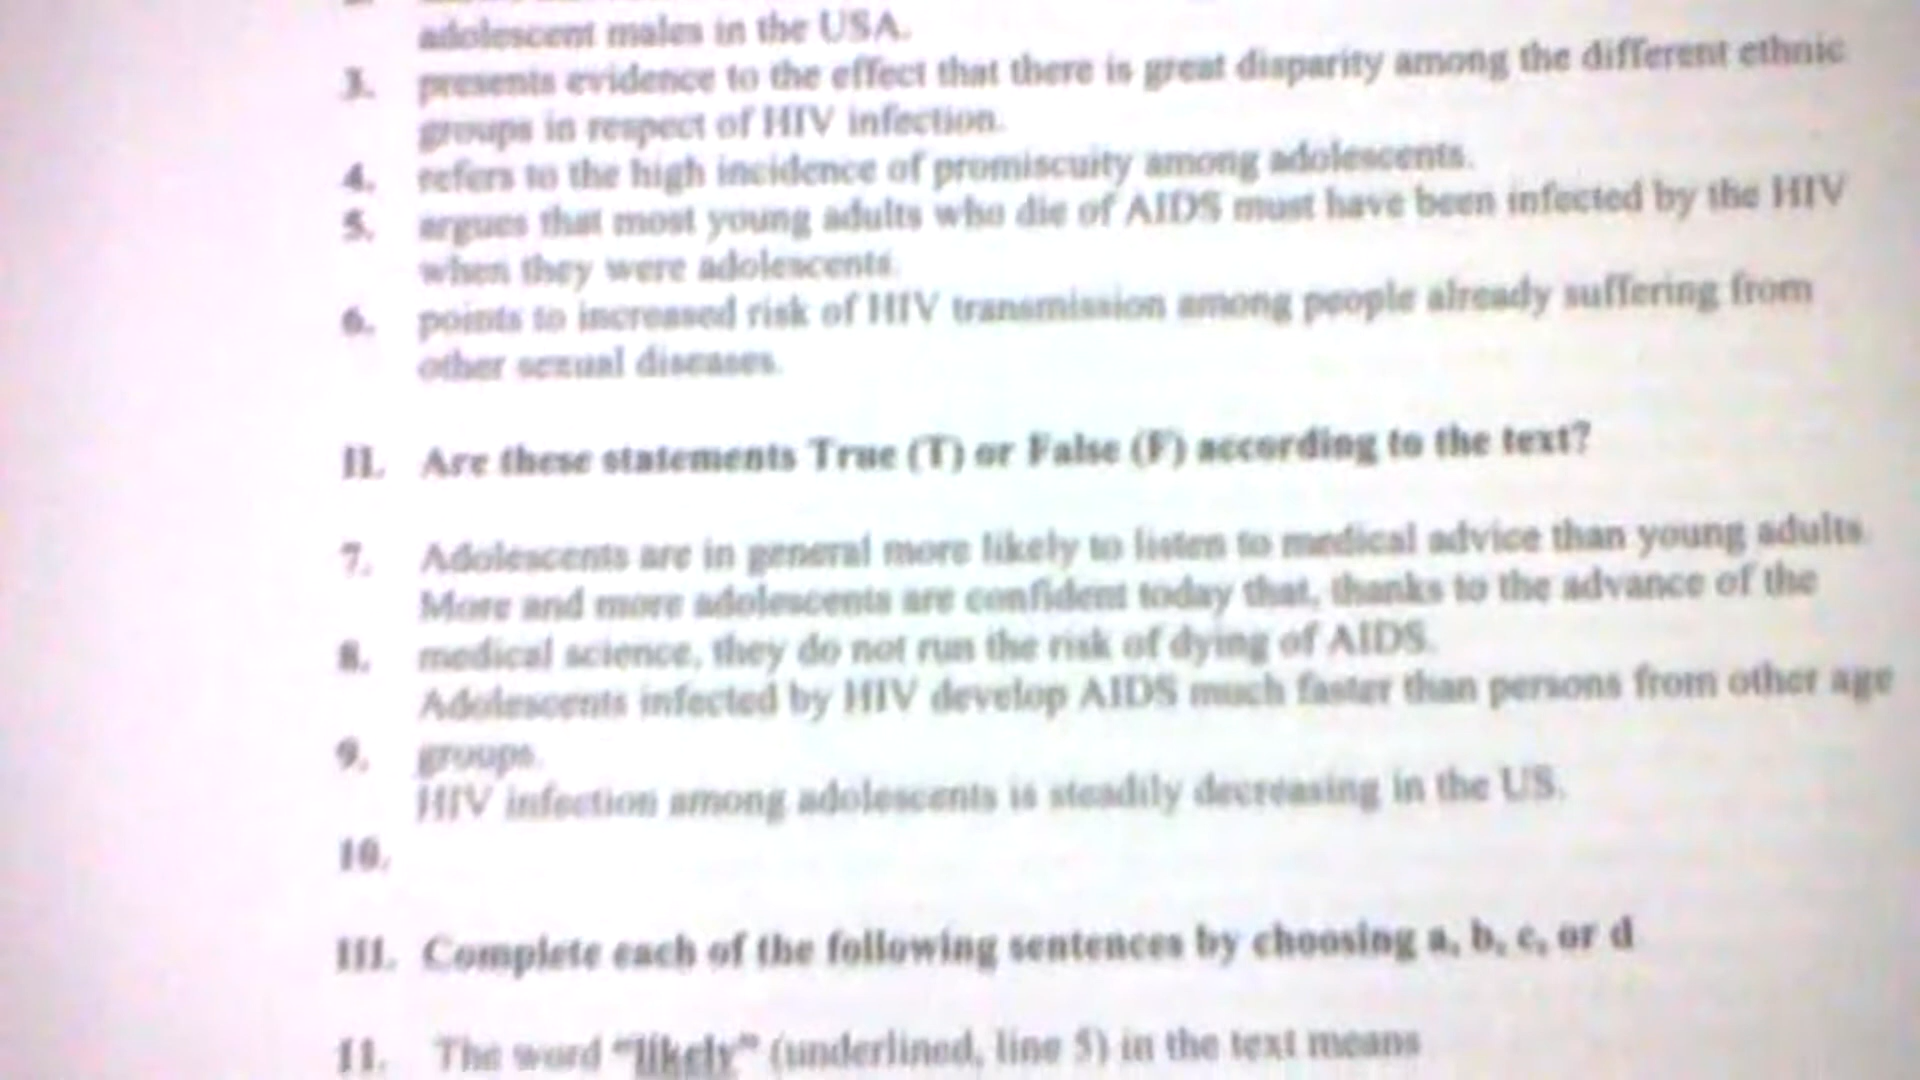 adolescent males in the USA.
3. presents evidence to the effect that there is great disparity among the different ethnic
groups in respect of HIV infection.
4. refers to the high incidence of promiscuity among adolescents.
5. argues that most young adults who die of AIDS must have been infected by the HIV
when they were adolescents.
6. points to increased risk of HIV transmission among people already suffering from
other sexual diseases.
II. Are these statements True (T) or False (F) according to the text?
7. Adolescents are in general more likely to listen to medical advice than young adults.
More and more adolescents are confident today that, thanks to the advance of the
8. medical science, they do not run the risk of dying of AIDS.
Adolescents infected by HIV develop AIDS much faster than persons from other age
9. groups.
HIV infection among adolescents is steadily decreasing in the US.
10.
III. Complete each of the following sentences by choosing a, b, c, or d
11. The word "likely" (underlined, line 5) in the text means